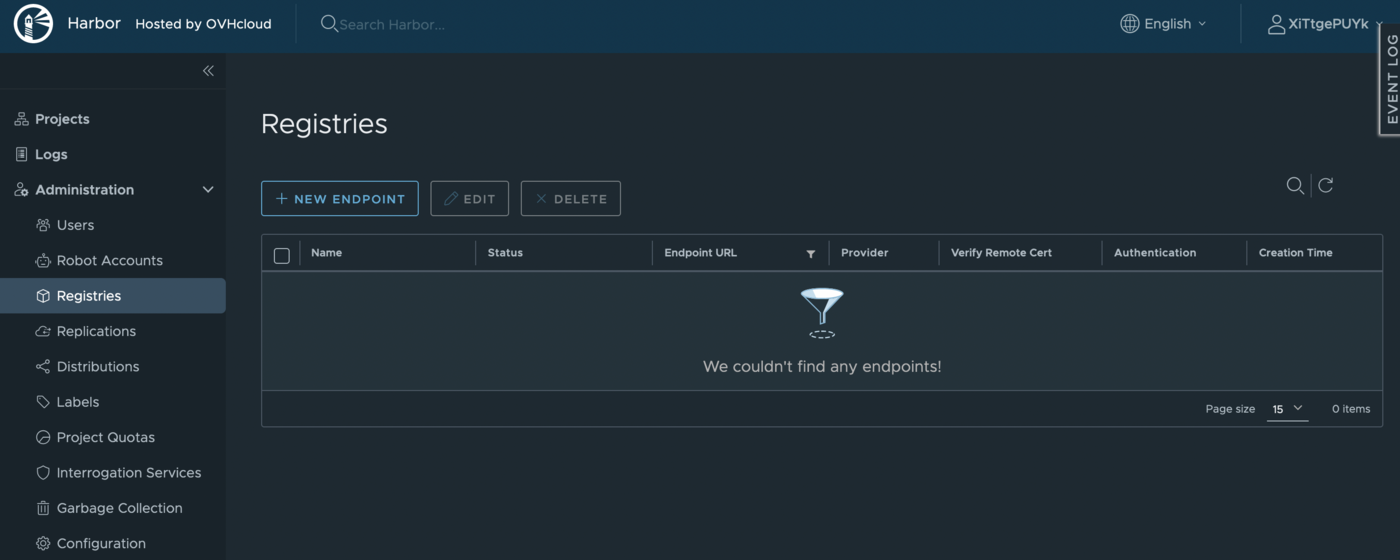 Harbor Hosted by OVHcloud Search Harbor... English XiTtgePUYk
EVENT LOG
Projects
Logs
Administration
Users
Robot Accounts
Registries
Replications
Distributions
Labels
Project Quotas
Interrogation Services
Garbage Collection
Configuration
Registries
NEW ENDPOINT EDIT DELETE
Name Status Endpoint URL Provider Verify Remote Cert Authentication Creation Time
We couldn't find any endpoints!
Page size 15 0 items